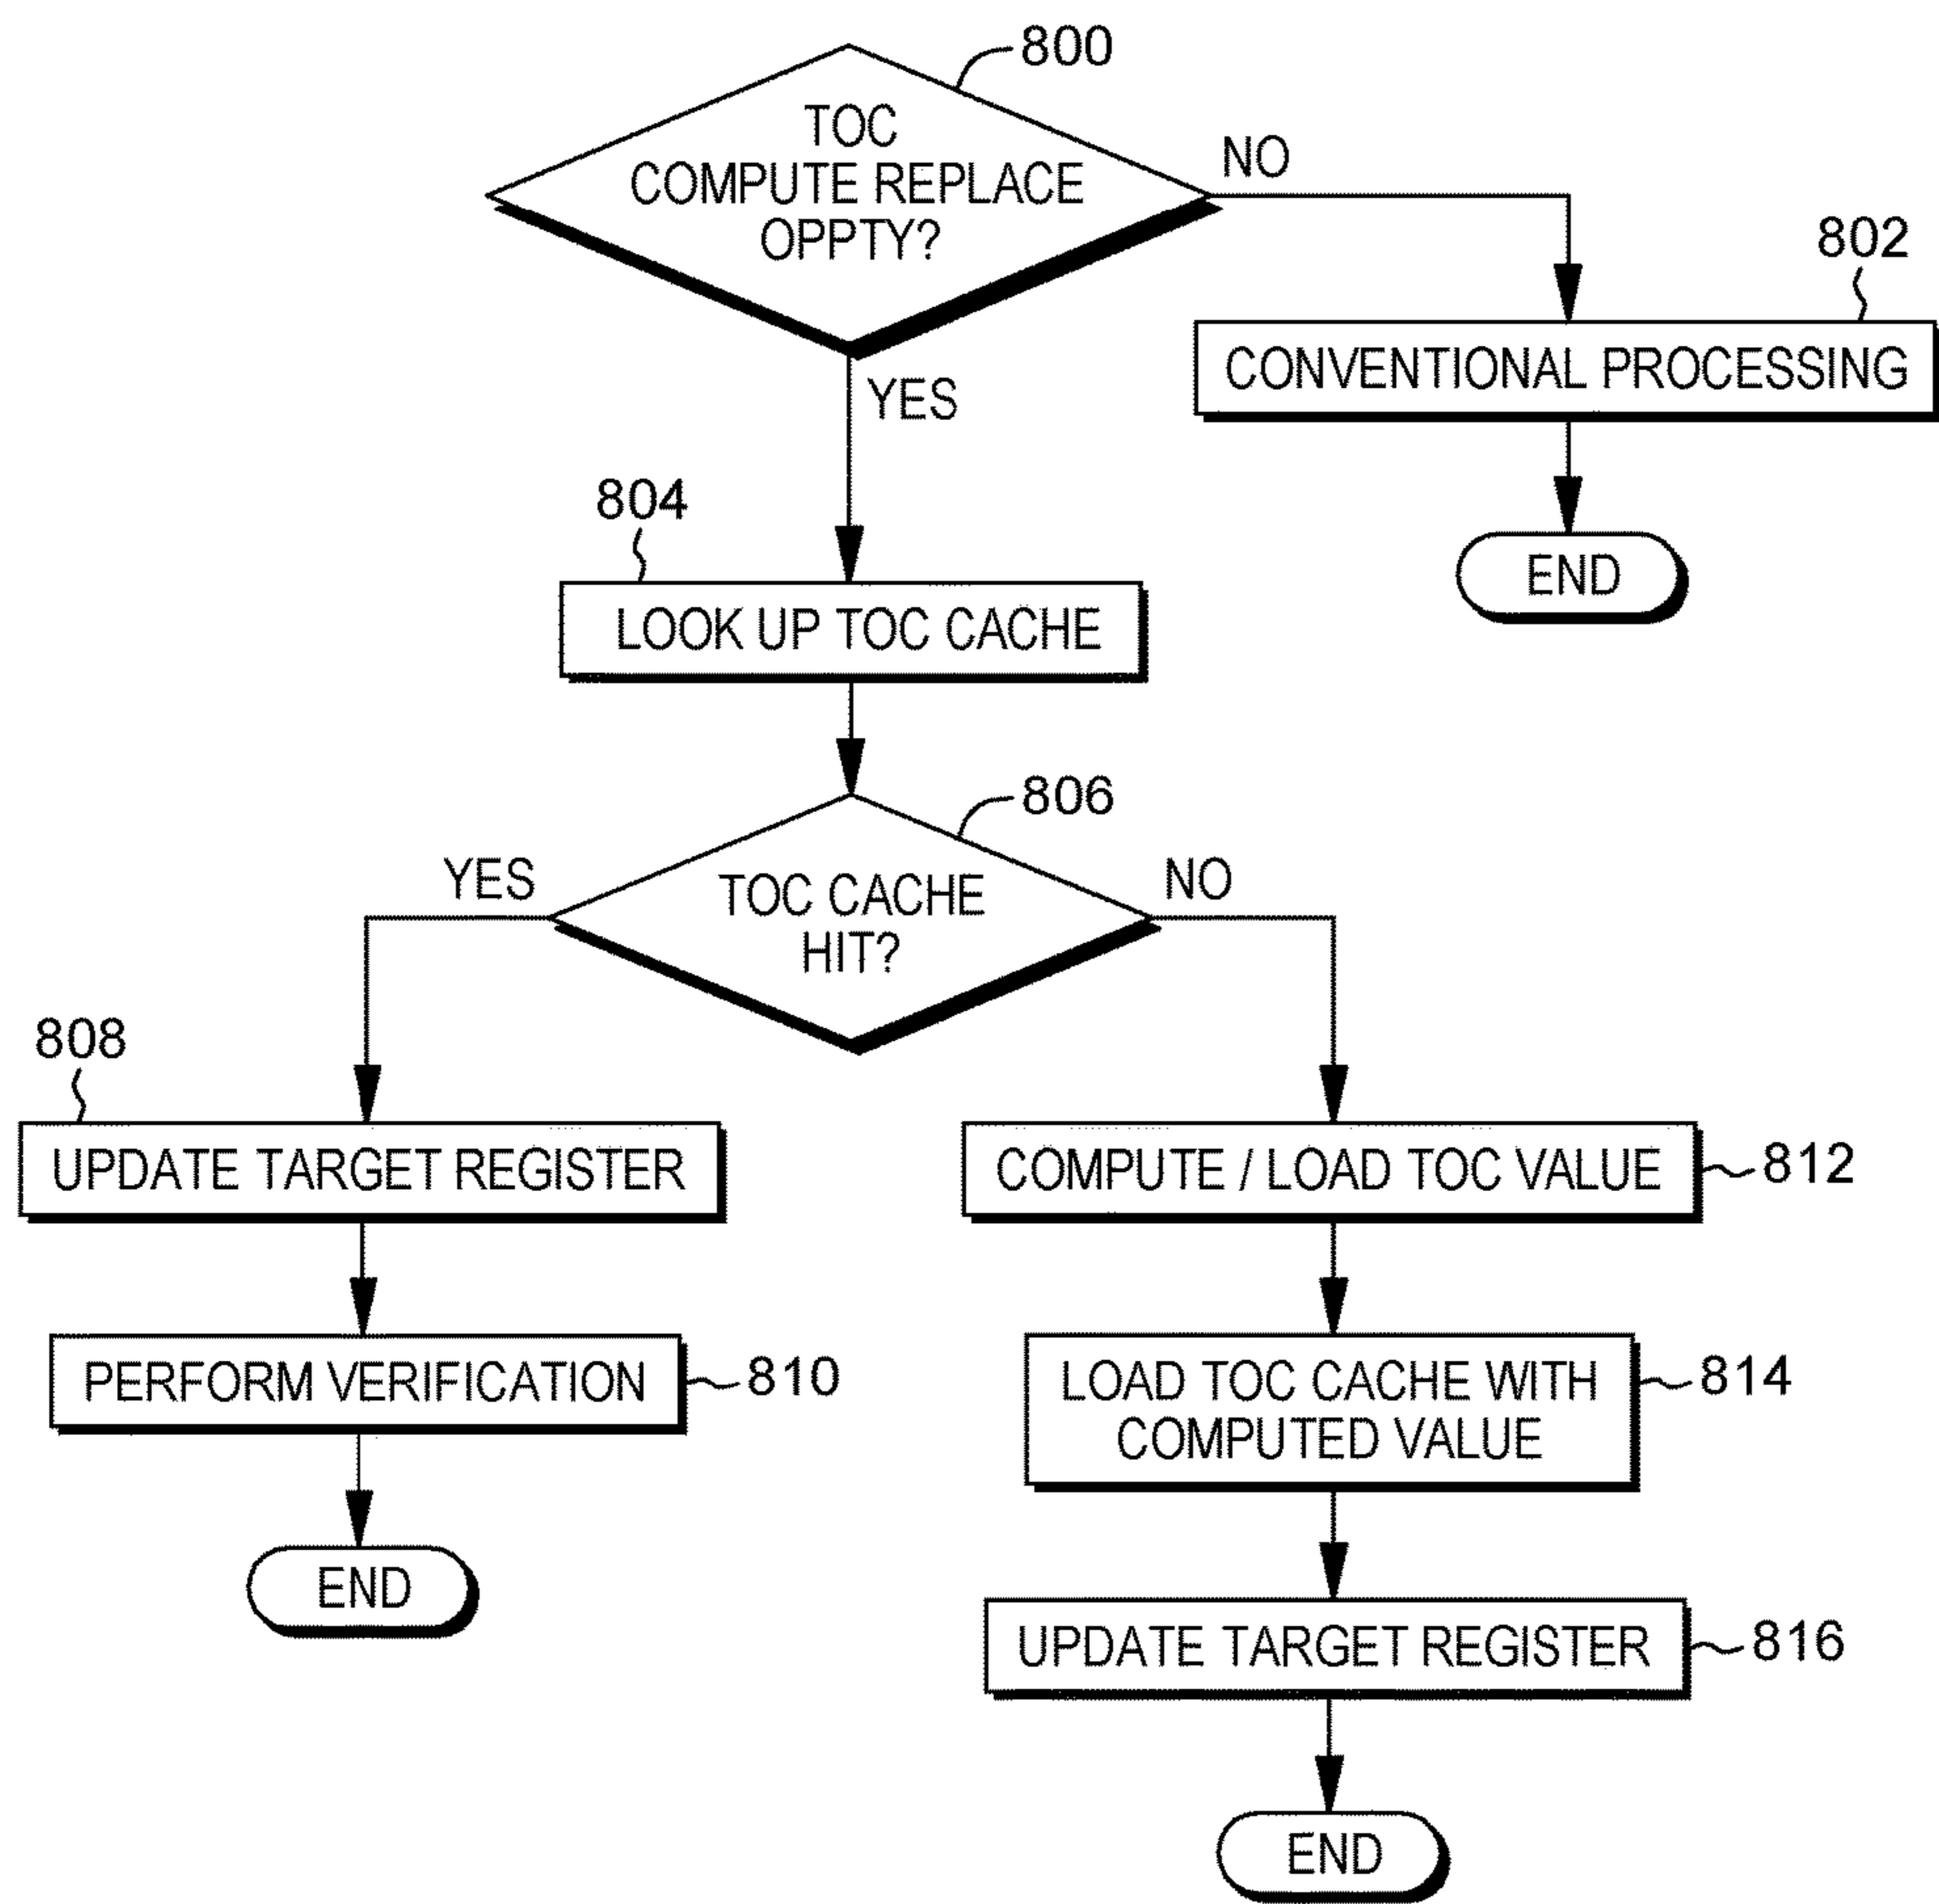 800
TOC
COMPUTE REPLACE
OPPTY?
NO
802
CONVENTIONAL PROCESSING
YES
END
804
LOOK UP TOC CACHE
806
YES
TOC CACHE
HIT?
NO
808
UPDATE TARGET REGISTER
COMPUTE / LOAD TOC VALUE
812
PERFORM VERIFICATION
810
LOAD TOC CACHE WITH
COMPUTED VALUE
814
END
UPDATE TARGET REGISTER
816
END